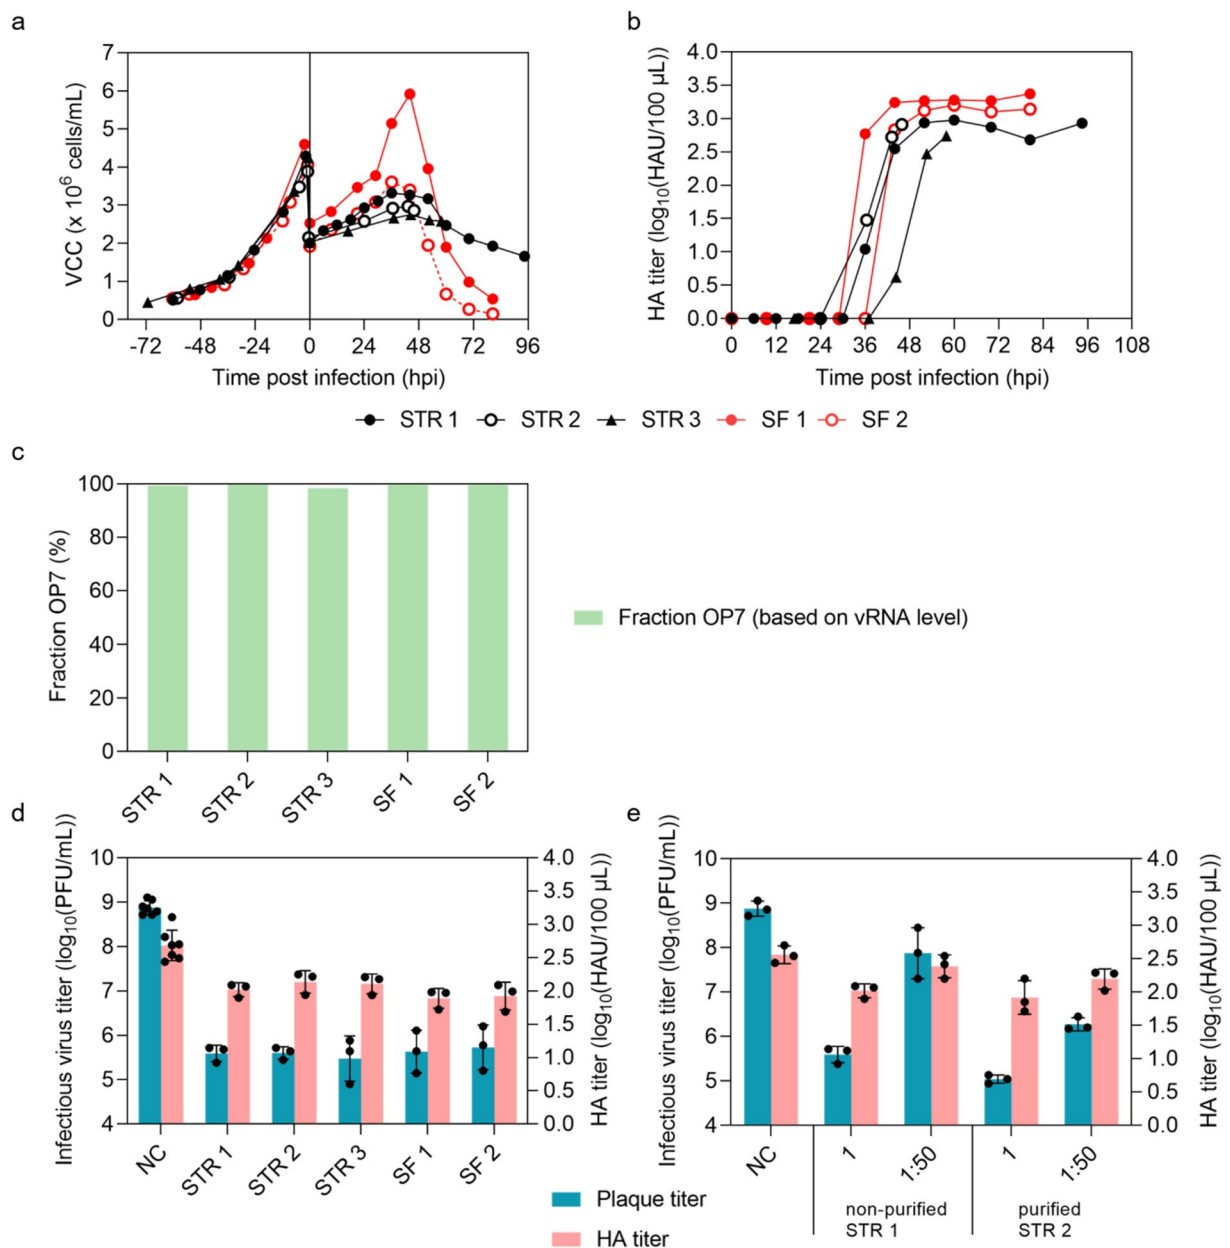 a
VCC (x 10⁶ cells/mL)
7
6
5
4
3
2
1
0
-72 -48 -24 0 24 48 72 96
Time post infection (hpi)
b
HA titer (log₁₀(HAU/100 µL))
4.0
3.5
3.0
2.5
2.0
1.5
1.0
0.5
0.0
0 12 24 36 48 60 72 84 96 108
Time post infection (hpi)
STR 1 STR 2 STR 3 SF 1 SF 2
c
Fraction OP7 (%)
100
80
60
40
20
0
STR 1 STR 2 STR 3 SF 1 SF 2
Fraction OP7 (based on vRNA level)
d
Infectious virus titer (log₁₀(PFU/mL))
10
9
8
7
6
5
4
HA titer (log₁₀(HAU/100 µL))
4.0
3.5
3.0
2.5
2.0
1.5
1.0
0.5
0.0
NC STR 1 STR 2 STR 3 SF 1 SF 2
e
Infectious virus titer (log₁₀(PFU/mL))
10
9
8
7
6
5
4
HA titer (log₁₀(HAU/100 µL))
4.0
3.5
3.0
2.5
2.0
1.5
1.0
0.5
0.0
NC 1 1:50 1 1:50
non-purified
STR 1
purified
STR 2
Plaque titer
HA titer